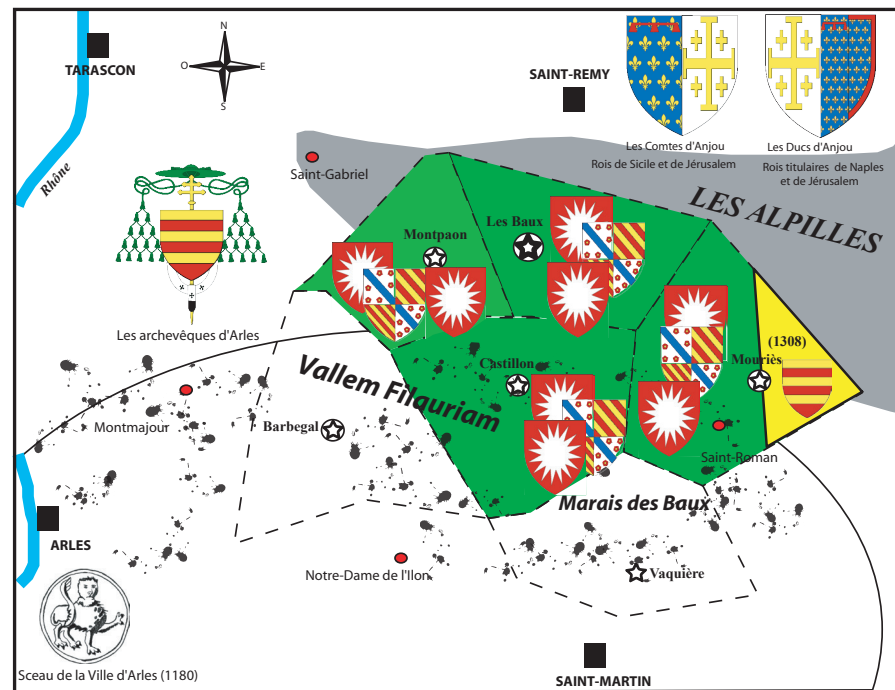 N
O
E
S
TARASCON
SAINT-REMY
Les Comtes d'Anjou
Rois de Sicile et de Jérusalem
Les Ducs d'Anjou
Rois titulaires de Naples
et de Jérusalem
Rhône
Saint-Gabriel
LES ALPILLES
Montpaon
Les Baux
Les archevêques d'Arles
(1308)
Mouriès
Castillon
Vallem Filauriam
Montmajour
Barbegal
Saint-Roman
Marais des Baux
ARLES
Notre-Dame de l'Ilon
Vaquière
Sceau de la Ville d'Arles (1180)
SAINT-MARTIN